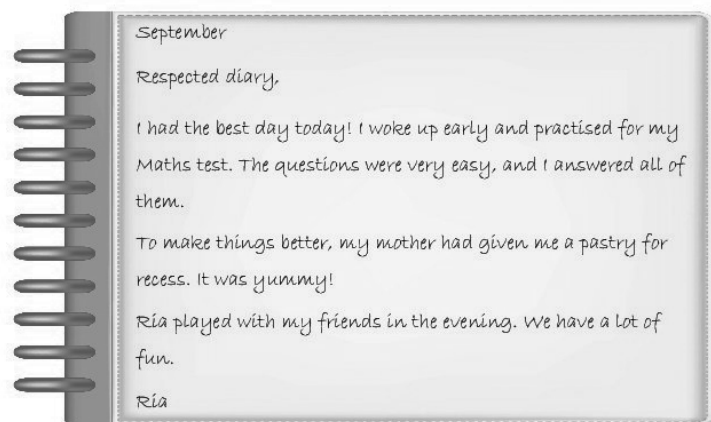 September
Respected diary,
I had the best day today! I woke up early and practised for my
Maths test. The questions were very easy, and I answered all of
them.
To make things better, my mother had given me a pastry for
recess. It was yummy!
Ria played with my friends in the evening. We have a lot of
fun.
Ria